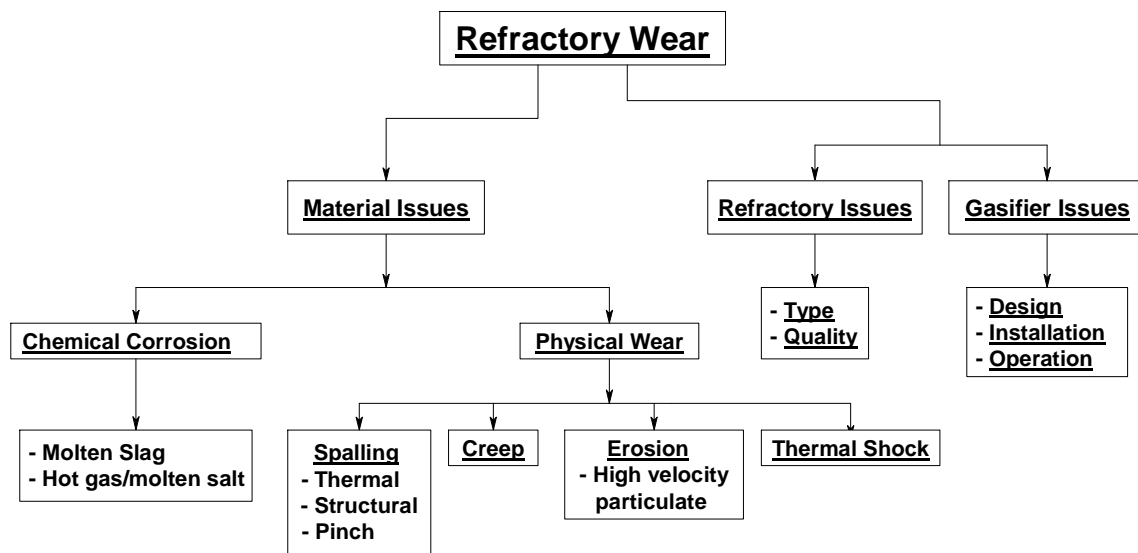 Refractory Wear
Material Issues
Refractory Issues
Gasifier Issues
- Type
- Quality
- Design
- Installation
- Operation
Chemical Corrosion
Physical Wear
- Molten Slag
- Hot gas/molten salt
Spalling
- Thermal
- Structural
- Pinch
Creep
Erosion
- High velocity
particulate
Thermal Shock